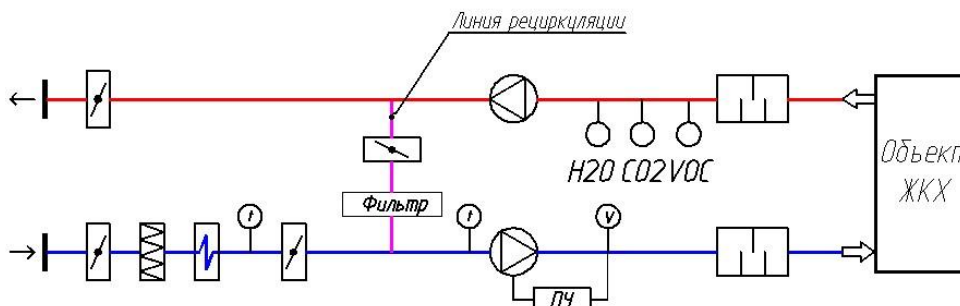 Линия рециркуляции
H2O CO2 VOC
Объект
ЖКХ
Фильтр
t
t
V
ПЧ